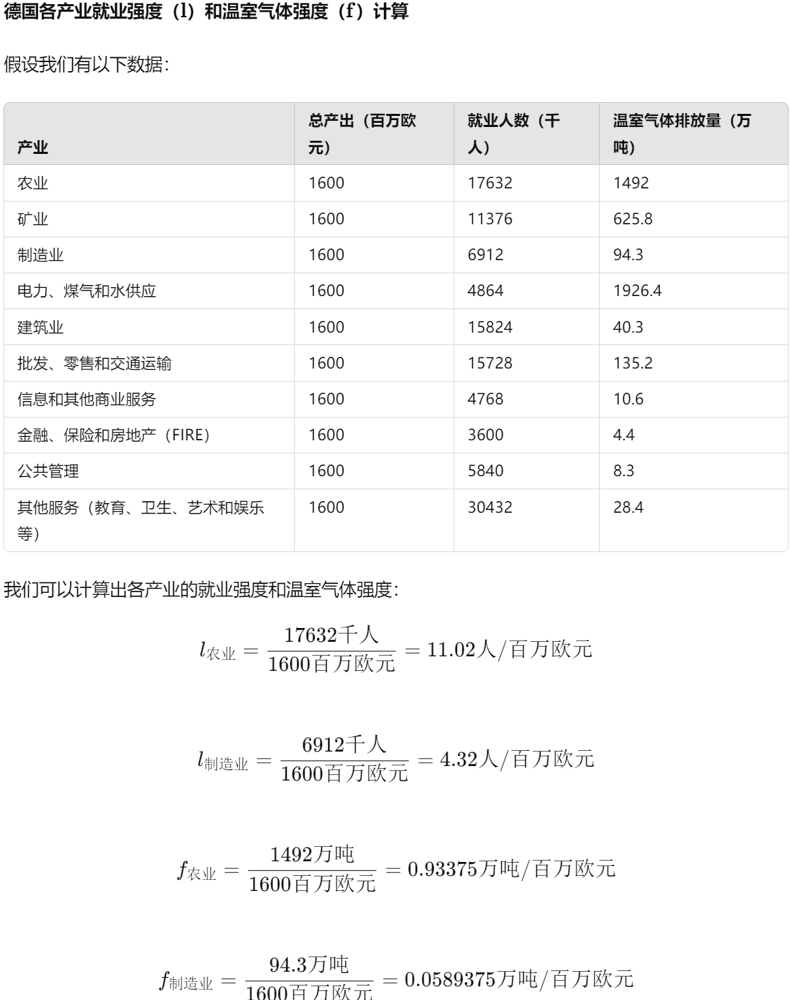 德国各产业就业强度（l）和温室气体强度（f）计算
假设我们有以下数据：
产业 总产出（百万欧元） 就业人数（千人） 温室气体排放量（万吨）
农业 1600 17632 1492
矿业 1600 11376 625.8
制造业 1600 6912 94.3
电力、煤气和水供应 1600 4864 1926.4
建筑业 1600 15824 40.3
批发、零售和交通运输 1600 15728 135.2
信息和其他商业服务 1600 4768 10.6
金融、保险和房地产（FIRE） 1600 3600 4.4
公共管理 1600 5840 8.3
其他服务（教育、卫生、艺术和娱乐等） 1600 30432 28.4
我们可以计算出各产业的就业强度和温室气体强度：
l农业 = 17632千人 / 1600百万欧元 = 11.02人/百万欧元
l制造业 = 6912千人 / 1600百万欧元 = 4.32人/百万欧元
f农业 = 1492万吨 / 1600百万欧元 = 0.93375万吨/百万欧元
f制造业 = 94.3万吨 / 1600百万欧元 = 0.0589375万吨/百万欧元